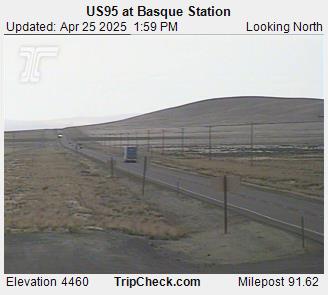 US95 at Basque Station
Updated: Apr 25 2025 1:59 PM Looking North
Elevation 4460 TripCheck.com Milepost 91.62